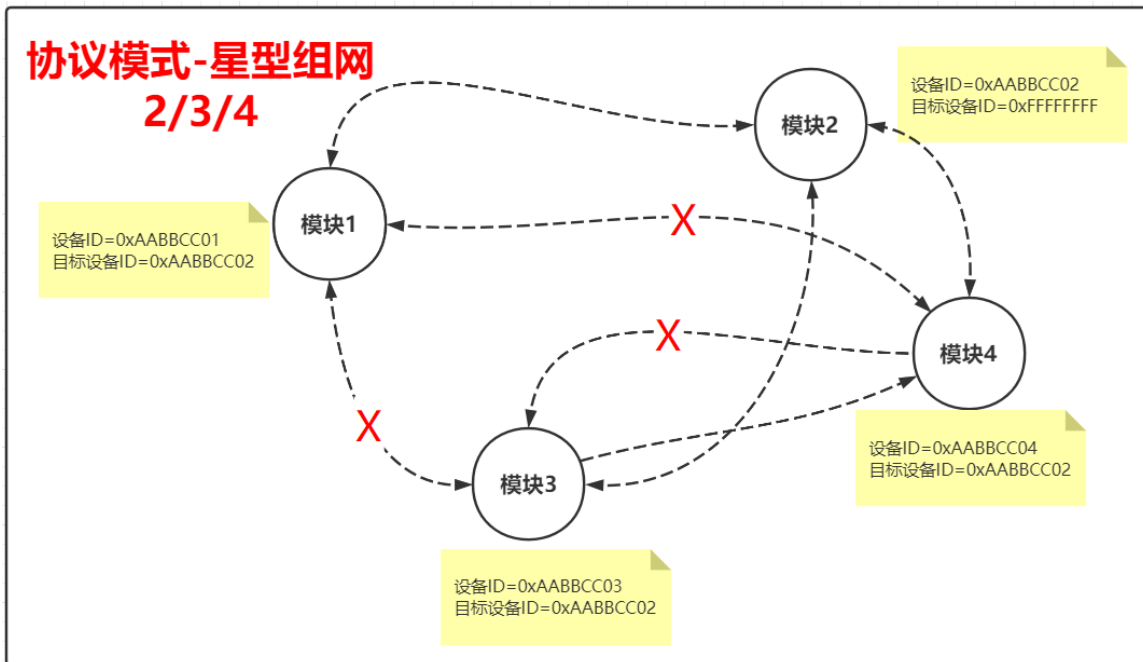 协议模式-星型组网
2/3/4
模块2
设备ID=0xAABBCC02
目标设备ID=0xFFFFFFFF
模块1
设备ID=0xAABBCC01
目标设备ID=0xAABBCC02
X
X
模块4
设备ID=0xAABBCC04
目标设备ID=0xAABBCC02
X
模块3
设备ID=0xAABBCC03
目标设备ID=0xAABBCC02